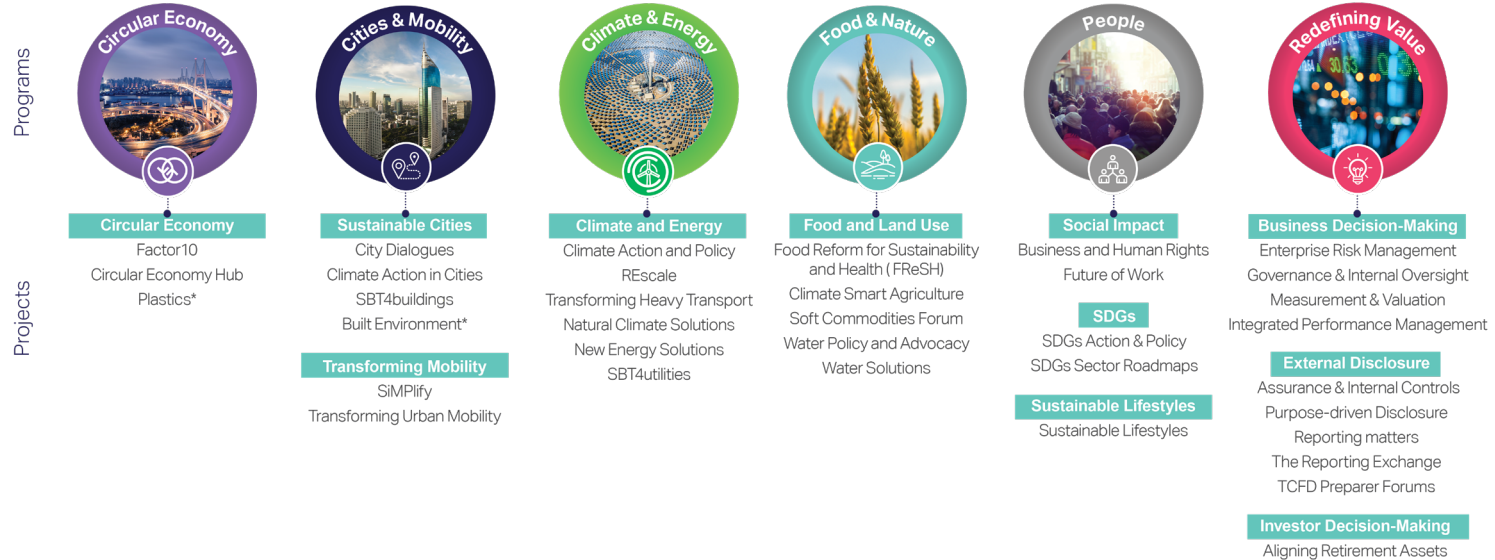 Programs
Projects
Circular Economy
Circular Economy
Factor10
Circular Economy Hub
Plastics*
Cities & Mobility
Sustainable Cities
City Dialogues
Climate Action in Cities
SBT4buildings
Built Environment*
Transforming Mobility
SiMPlify
Transforming Urban Mobility
Climate & Energy
Climate and Energy
Climate Action and Policy
REscale
Transforming Heavy Transport
Natural Climate Solutions
New Energy Solutions
SBT4utilities
Food & Nature
Food and Land Use
Food Reform for Sustainability
and Health ( FReSH)
Climate Smart Agriculture
Soft Commodities Forum
Water Policy and Advocacy
Water Solutions
People
Social Impact
Business and Human Rights
Future of Work
SDGs
SDGs Action & Policy
SDGs Sector Roadmaps
Sustainable Lifestyles
Sustainable Lifestyles
Redefining Value
Business Decision-Making
Enterprise Risk Management
Governance & Internal Oversight
Measurement & Valuation
Integrated Performance Management
External Disclosure
Assurance & Internal Controls
Purpose-driven Disclosure
Reporting matters
The Reporting Exchange
TCFD Preparer Forums
Investor Decision-Making
Aligning Retirement Assets